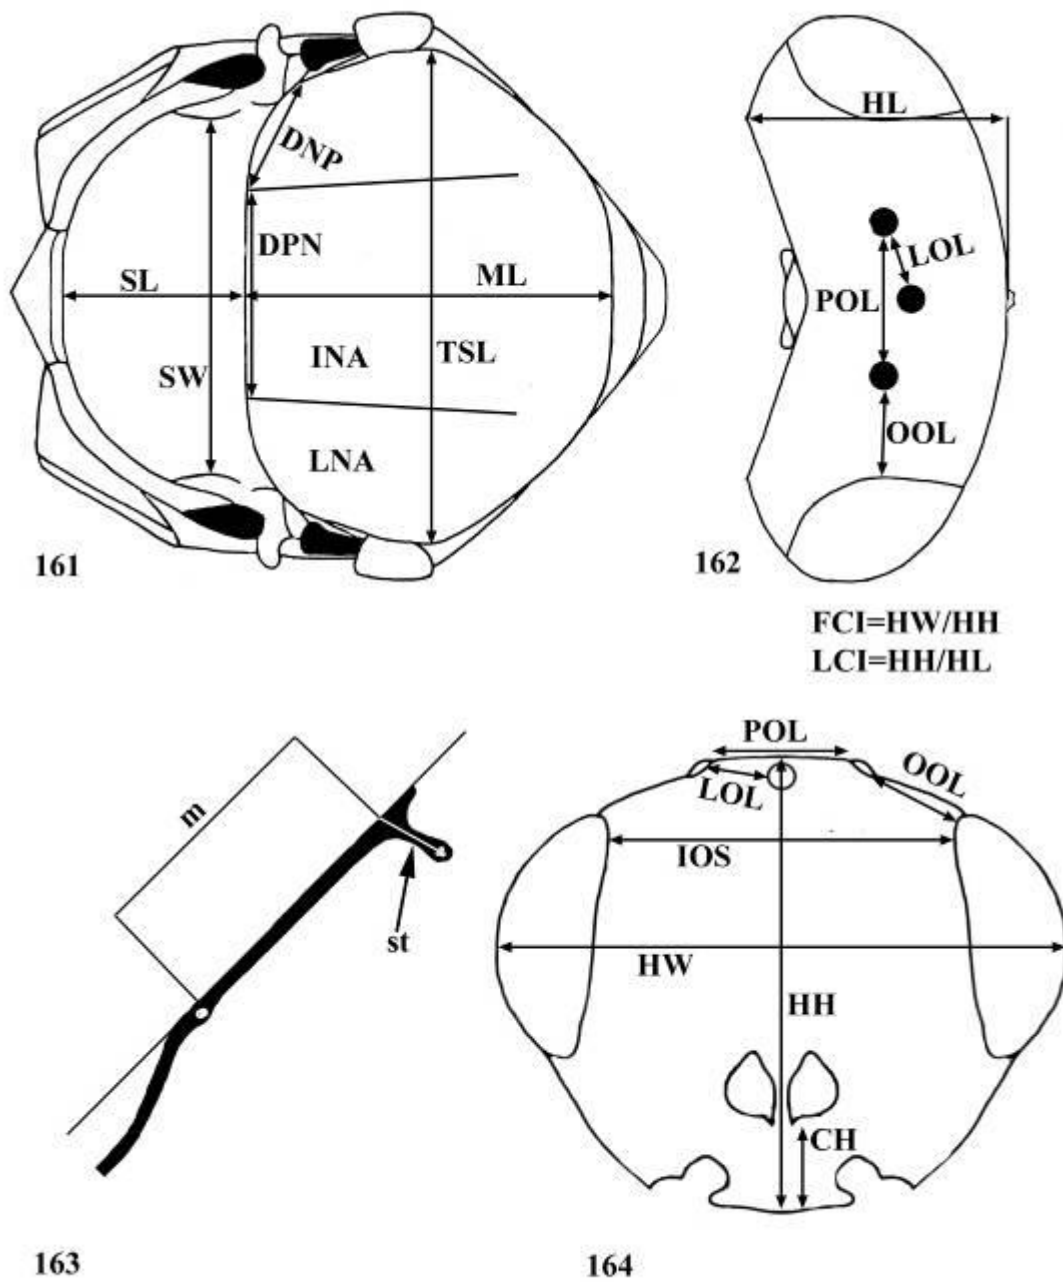 DNP
DPN
SL
ML
SW
INA
TSL
LNA
161
HL
LOL
POL
OOL
162
FCI=HW/HH
LCI=HH/HL
m
st
163
POL
LOL
OOL
IOS
HW
HH
CH
164